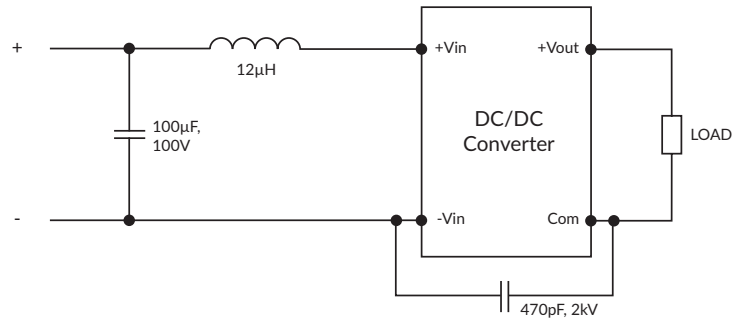 +
+Vin
+Vout
12µH
DC/DC
Converter
100µF,
100V
LOAD
-
-Vin
Com
470pF, 2kV